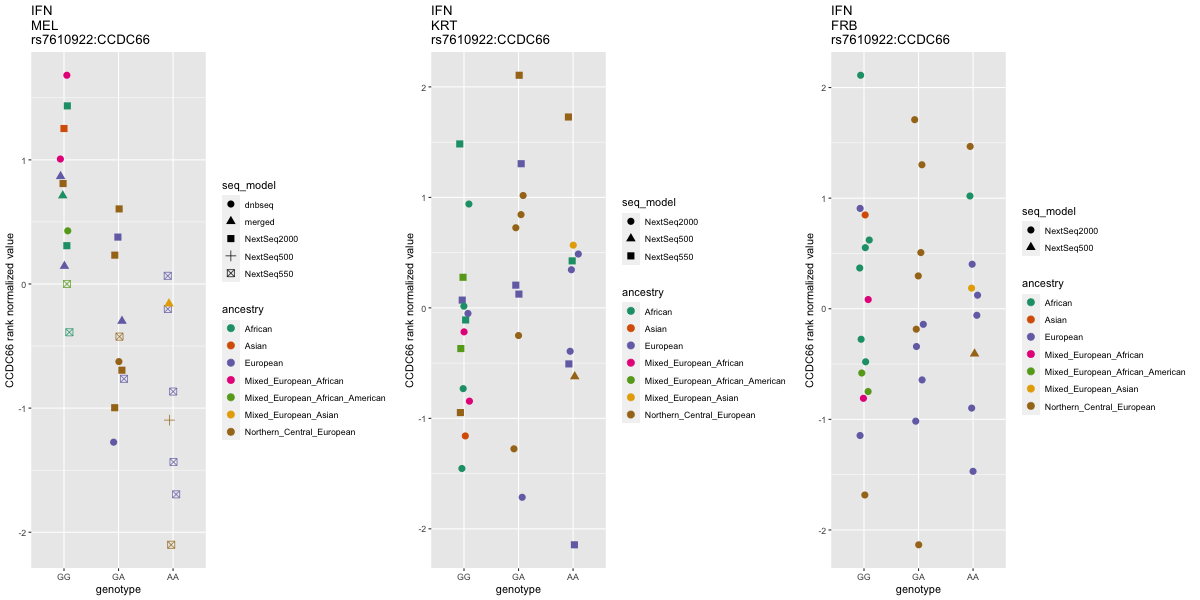 IFN
MEL
rs7610922:CCDC66
CCDC66 rank normalized value
1
0
-1
-2
GG
GA
AA
genotype
seq_model
dnbseq
merged
NextSeq2000
NextSeq500
NextSeq550
ancestry
African
Asian
European
Mixed_European_African
Mixed_European_African_American
Mixed_European_Asian
Northern_Central_European
IFN
KRT
rs7610922:CCDC66
CCDC66 rank normalized value
2
1
0
-1
-2
GG
GA
AA
genotype
seq_model
NextSeq2000
NextSeq500
NextSeq550
ancestry
African
Asian
European
Mixed_European_African
Mixed_European_African_American
Mixed_European_Asian
Northern_Central_European
IFN
FRB
rs7610922:CCDC66
CCDC66 rank normalized value
2
1
0
-1
-2
GG
GA
AA
genotype
seq_model
NextSeq2000
NextSeq500
ancestry
African
Asian
European
Mixed_European_African
Mixed_European_African_American
Mixed_European_Asian
Northern_Central_European